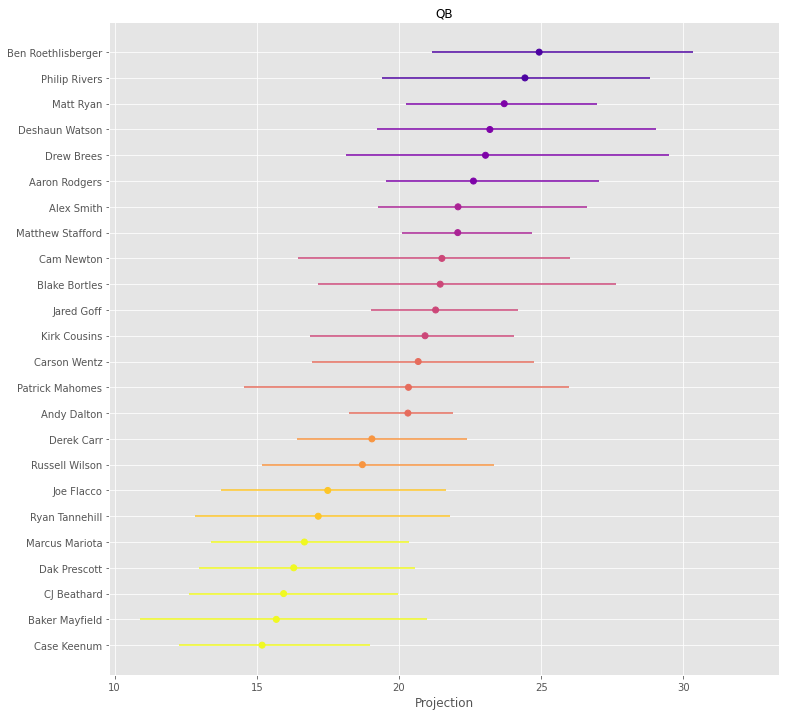 QB
Ben Roethlisberger
Philip Rivers
Matt Ryan
Deshaun Watson
Drew Brees
Aaron Rodgers
Alex Smith
Matthew Stafford
Cam Newton
Blake Bortles
Jared Goff
Kirk Cousins
Carson Wentz
Patrick Mahomes
Andy Dalton
Derek Carr
Russell Wilson
Joe Flacco
Ryan Tannehill
Marcus Mariota
Dak Prescott
CJ Beathard
Baker Mayfield
Case Keenum
10 15 20 25 30
Projection